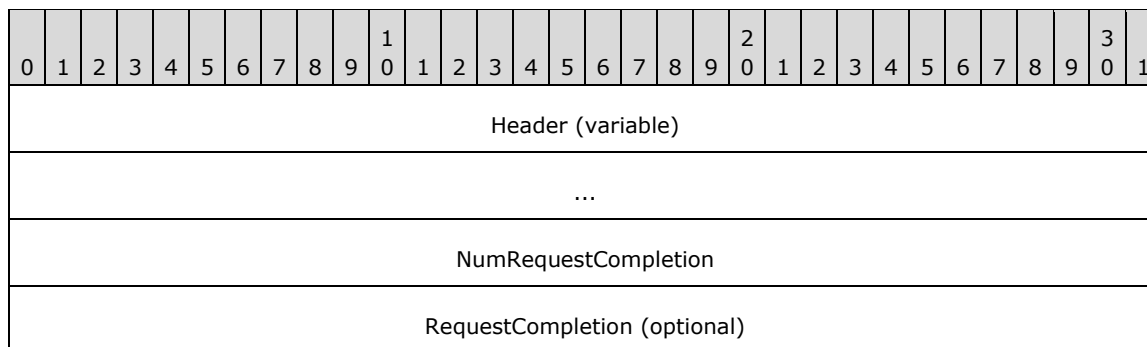 1 2 3
0 1 2 3 4 5 6 7 8 9 0 1 2 3 4 5 6 7 8 9 0 1 2 3 4 5 6 7 8 9 0 1
Header (variable)
...
NumRequestCompletion
RequestCompletion (optional)